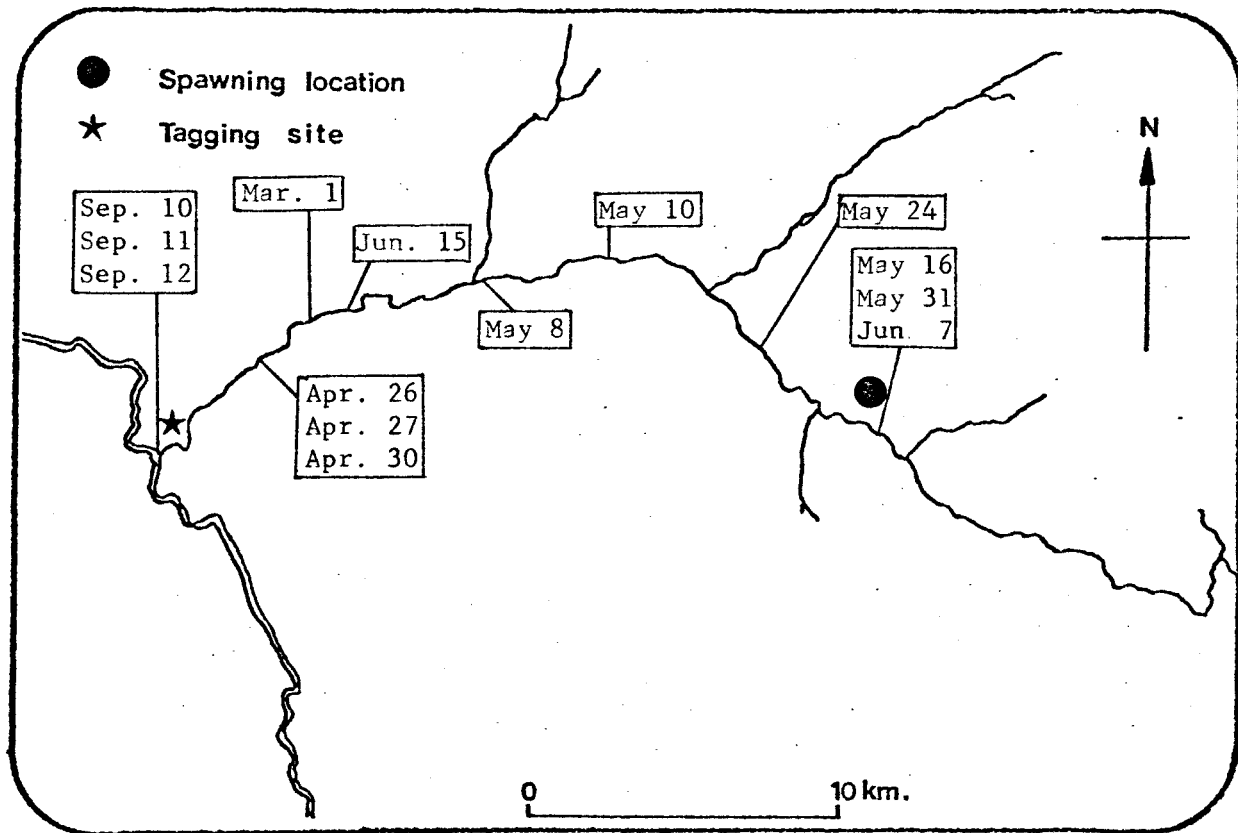 Spawning location
Tagging site
N
Sep. 10
Sep. 11
Sep. 12
Mar. 1
Jun. 15
May 10
May 24
May 16
May 31
Jun. 7
May 8
Apr. 26
Apr. 27
Apr. 30
0 10 km.